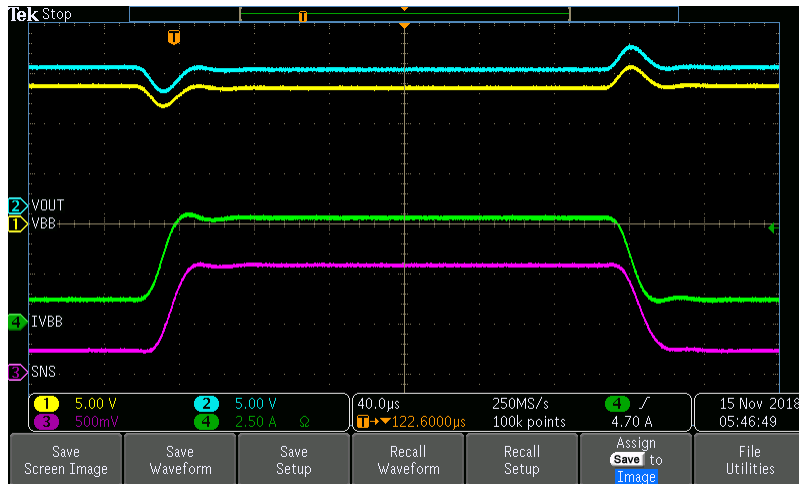 Tek Stop
T
T
2 VOUT
1 VBB
4 IVBB
3 SNS
1 5.00 V 2 5.00 V
3 500mV 4 2.50 A Ω
40.0µs 250MS/s 4
T→▼122.6000µs 100k points 4.70 A
15 Nov 2018
05:46:49
Save
Screen Image
Save
Waveform
Save
Setup
Recall
Waveform
Recall
Setup
Assign
Save to
Image
File
Utilities